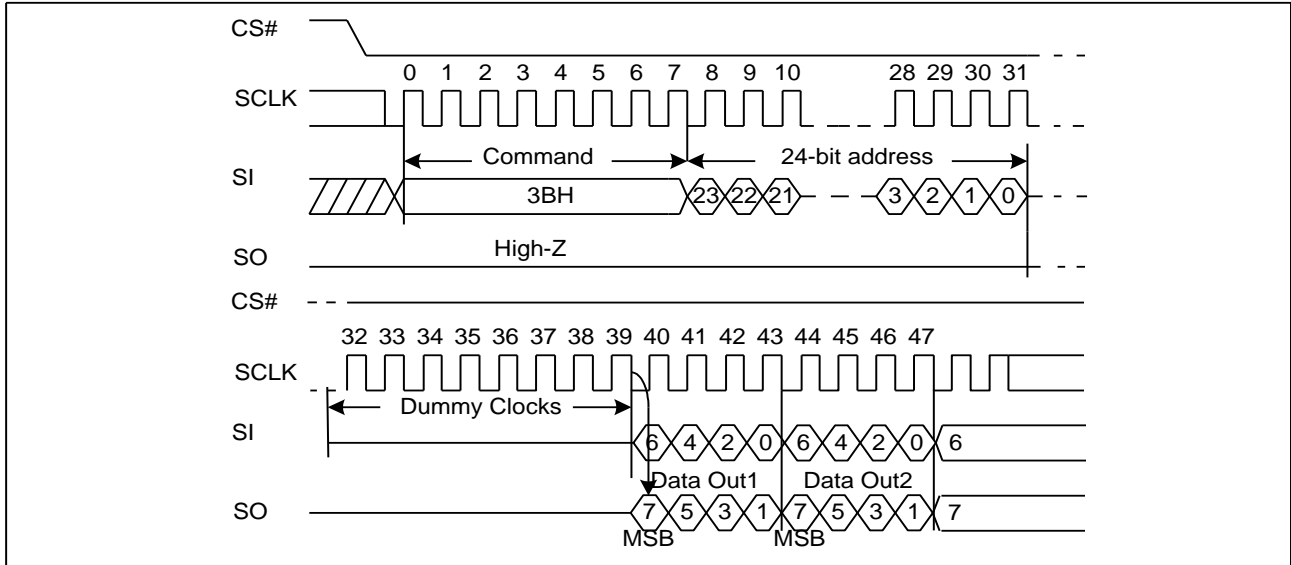 CS#
0 1 2 3 4 5 6 7 8 9 10 28 29 30 31
SCLK
Command 24-bit address
SI
3BH 23 22 21 3 2 1 0
High-Z
SO
CS#
32 33 34 35 36 37 38 39 40 41 42 43 44 45 46 47
SCLK
Dummy Clocks
SI
6 4 2 0 6 4 2 0 6
Data Out1 Data Out2
SO
7 5 3 1 7 5 3 1 7
MSB MSB